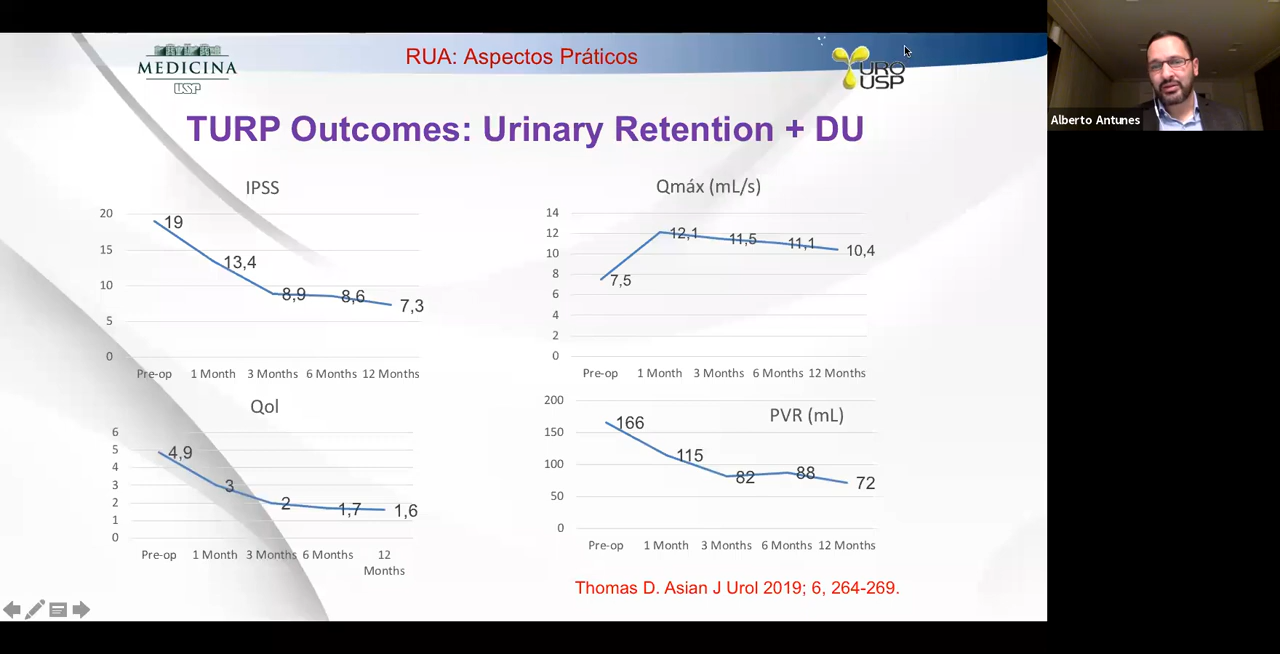 MEDICINA
USP
RUA: Aspectos Práticos
URO
USP
Alberto Antunes
TURP Outcomes: Urinary Retention + DU
IPSS
20
15
10
5
0
19
13,4
8,9
8,6
7,3
Pre-op
1 Month
3 Months
6 Months
12 Months
Qmáx (mL/s)
14
12
10
8
6
4
2
0
7,5
12,1
11,5
11,1
10,4
Pre-op
1 Month
3 Months
6 Months
12 Months
Qol
6
5
4
3
2
1
0
4,9
3
2
1,7
1,6
Pre-op
1 Month
3 Months
6 Months
12
Months
PVR (mL)
200
150
100
50
0
166
115
82
88
72
Pre-op
1 Month
3 Months
6 Months
12 Months
Thomas D. Asian J Urol 2019; 6, 264-269.